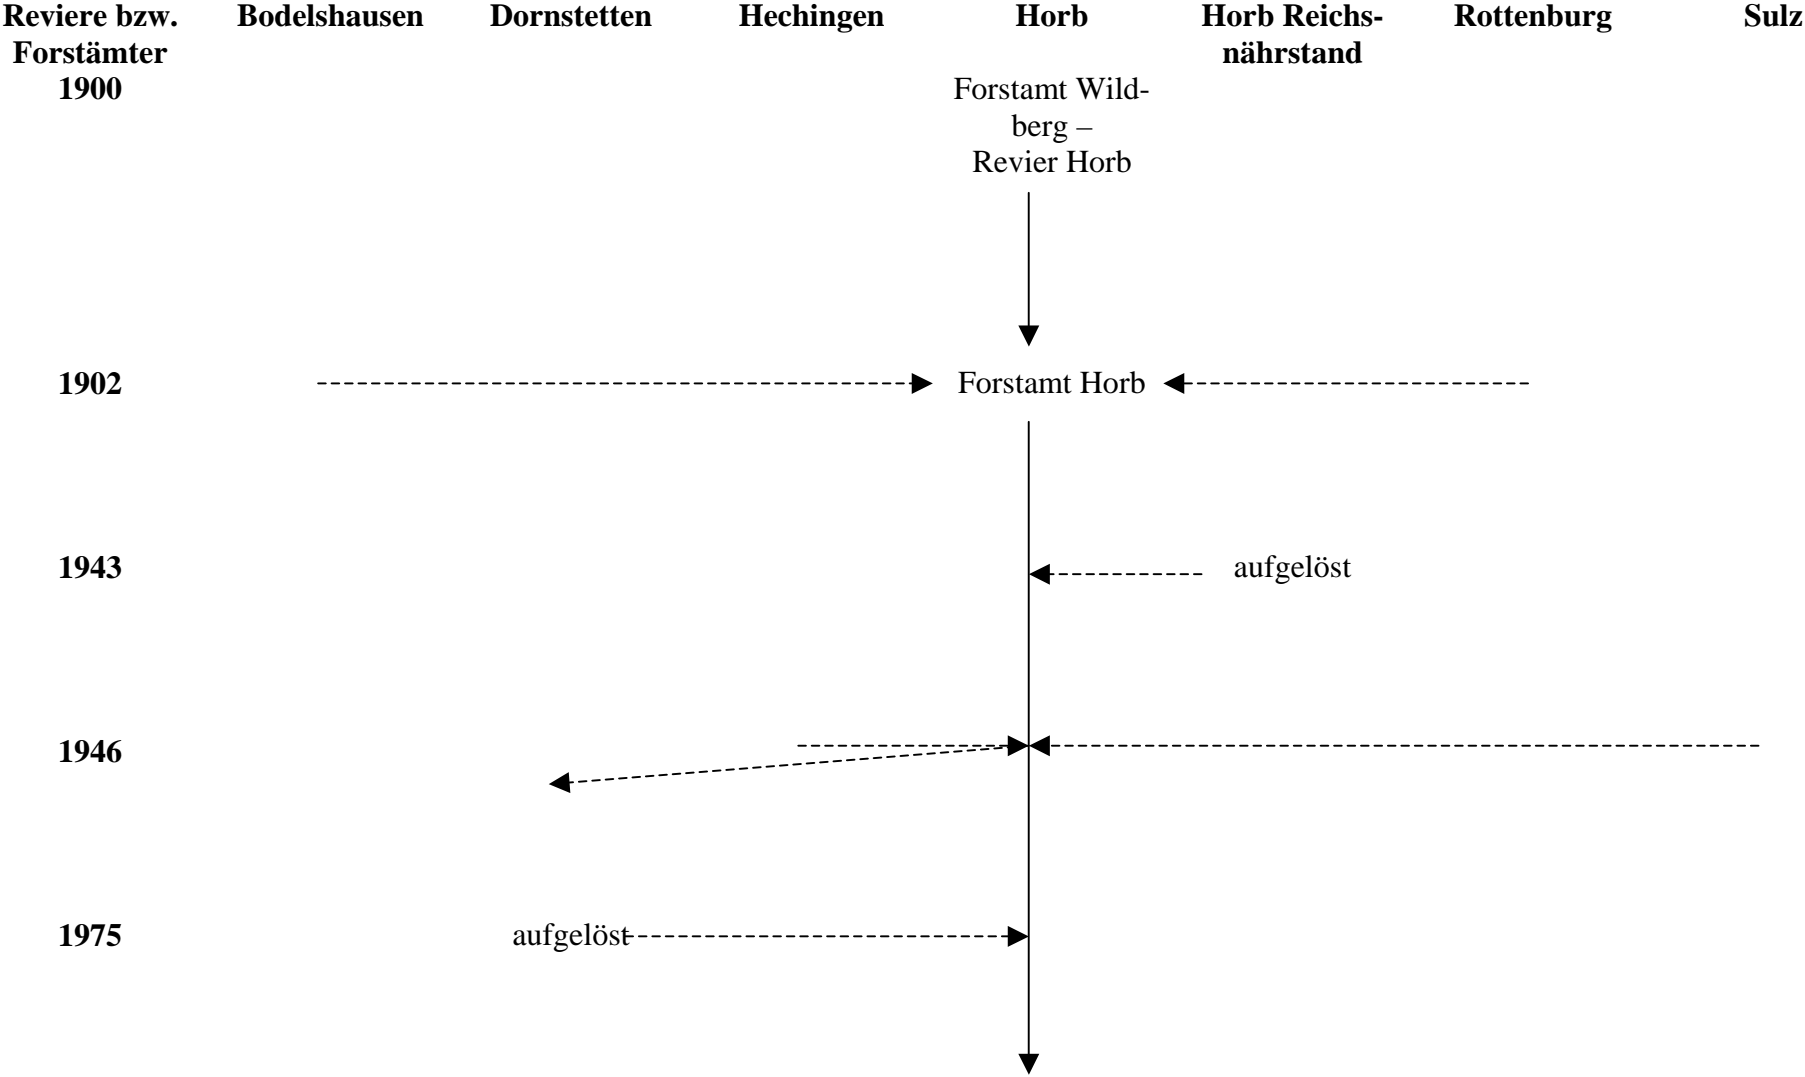 Reviere bzw. Bodelshausen Dornstetten Hechingen Horb Horb Reichs- Rottenburg Sulz
Forstämter nährstand
1900 Forstamt Wild-
berg –
Revier Horb
1902 Forstamt Horb
1943 aufgelöst
1946
1975 aufgelöst